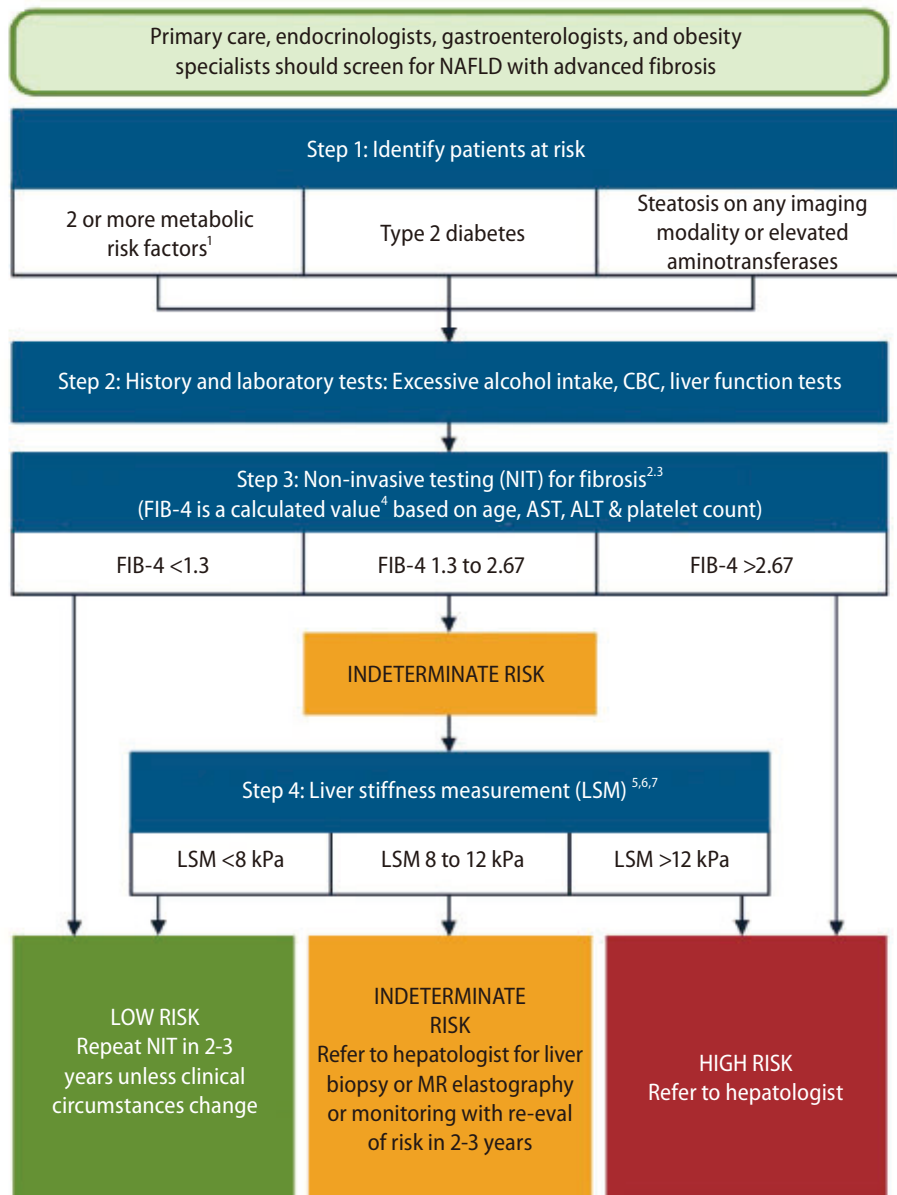 Primary care, endocrinologists, gastroenterologists, and obesity
specialists should screen for NAFLD with advanced fibrosis
Step 1: Identify patients at risk
2 or more metabolic
risk factors¹
Type 2 diabetes
Steatosis on any imaging
modality or elevated
aminotransferases
Step 2: History and laboratory tests: Excessive alcohol intake, CBC, liver function tests
Step 3: Non-invasive testing (NIT) for fibrosis²·³
(FIB-4 is a calculated value⁴ based on age, AST, ALT & platelet count)
FIB-4 <1.3
FIB-4 1.3 to 2.67
FIB-4 >2.67
INDETERMINATE RISK
Step 4: Liver stiffness measurement (LSM) ⁵,⁶,⁷
LSM <8 kPa
LSM 8 to 12 kPa
LSM >12 kPa
LOW RISK
Repeat NIT in 2-3
years unless clinical
circumstances change
INDETERMINATE
RISK
Refer to hepatologist for liver
biopsy or MR elastography
or monitoring with re-eval
of risk in 2-3 years
HIGH RISK
Refer to hepatologist